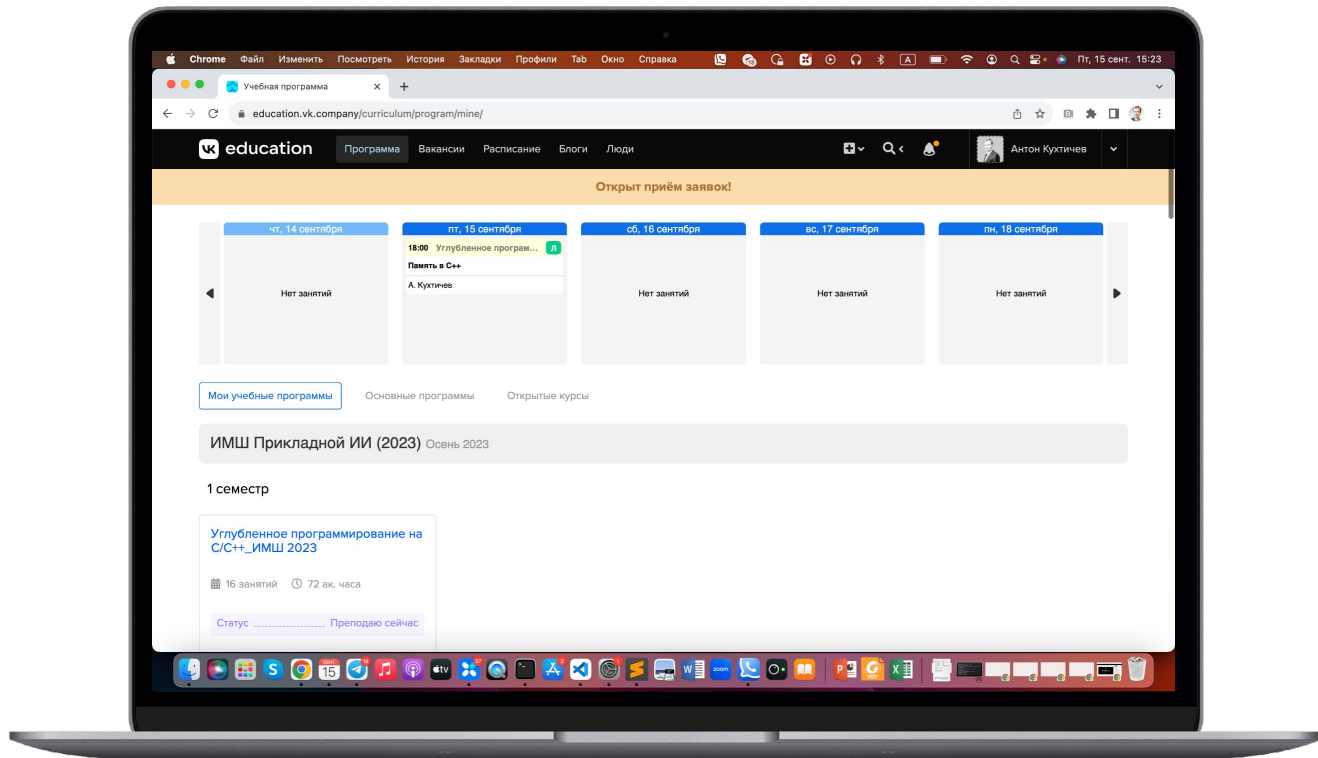 Chrome Файл Изменить Посмотреть История Закладки Профили Tab Окно Справка Пт, 15 сент. 15:23
Учебная программа
education.vk.company/curriculum/program/mine/
education Программа Вакансии Расписание Блоги Люди Антон Кухтичев
Открыт приём заявок!
чт, 14 сентября пт, 15 сентября сб, 16 сентября вс, 17 сентября пн, 18 сентября
18:00 Углубленное програм... Л
Память в C++
А. Кухтичев
Нет занятий Нет занятий Нет занятий Нет занятий
Мои учебные программы Основные программы Открытые курсы
ИМШ Прикладной ИИ (2023) Осень 2023
1 семестр
Углубленное программирование на
C/C++_ИМШ 2023
16 занятий 72 ак. часа
Статус Преподаю сейчас
15 tv zoom